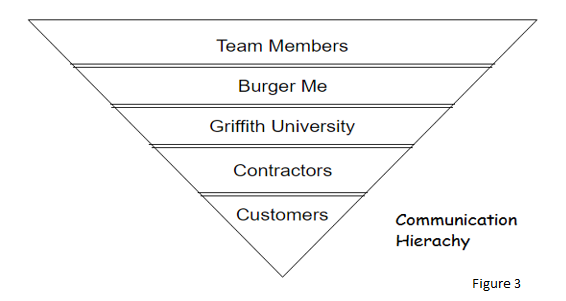 Team Members
Burger Me
Griffith University
Contractors
Customers
Communication
Hierachy
Figure 3